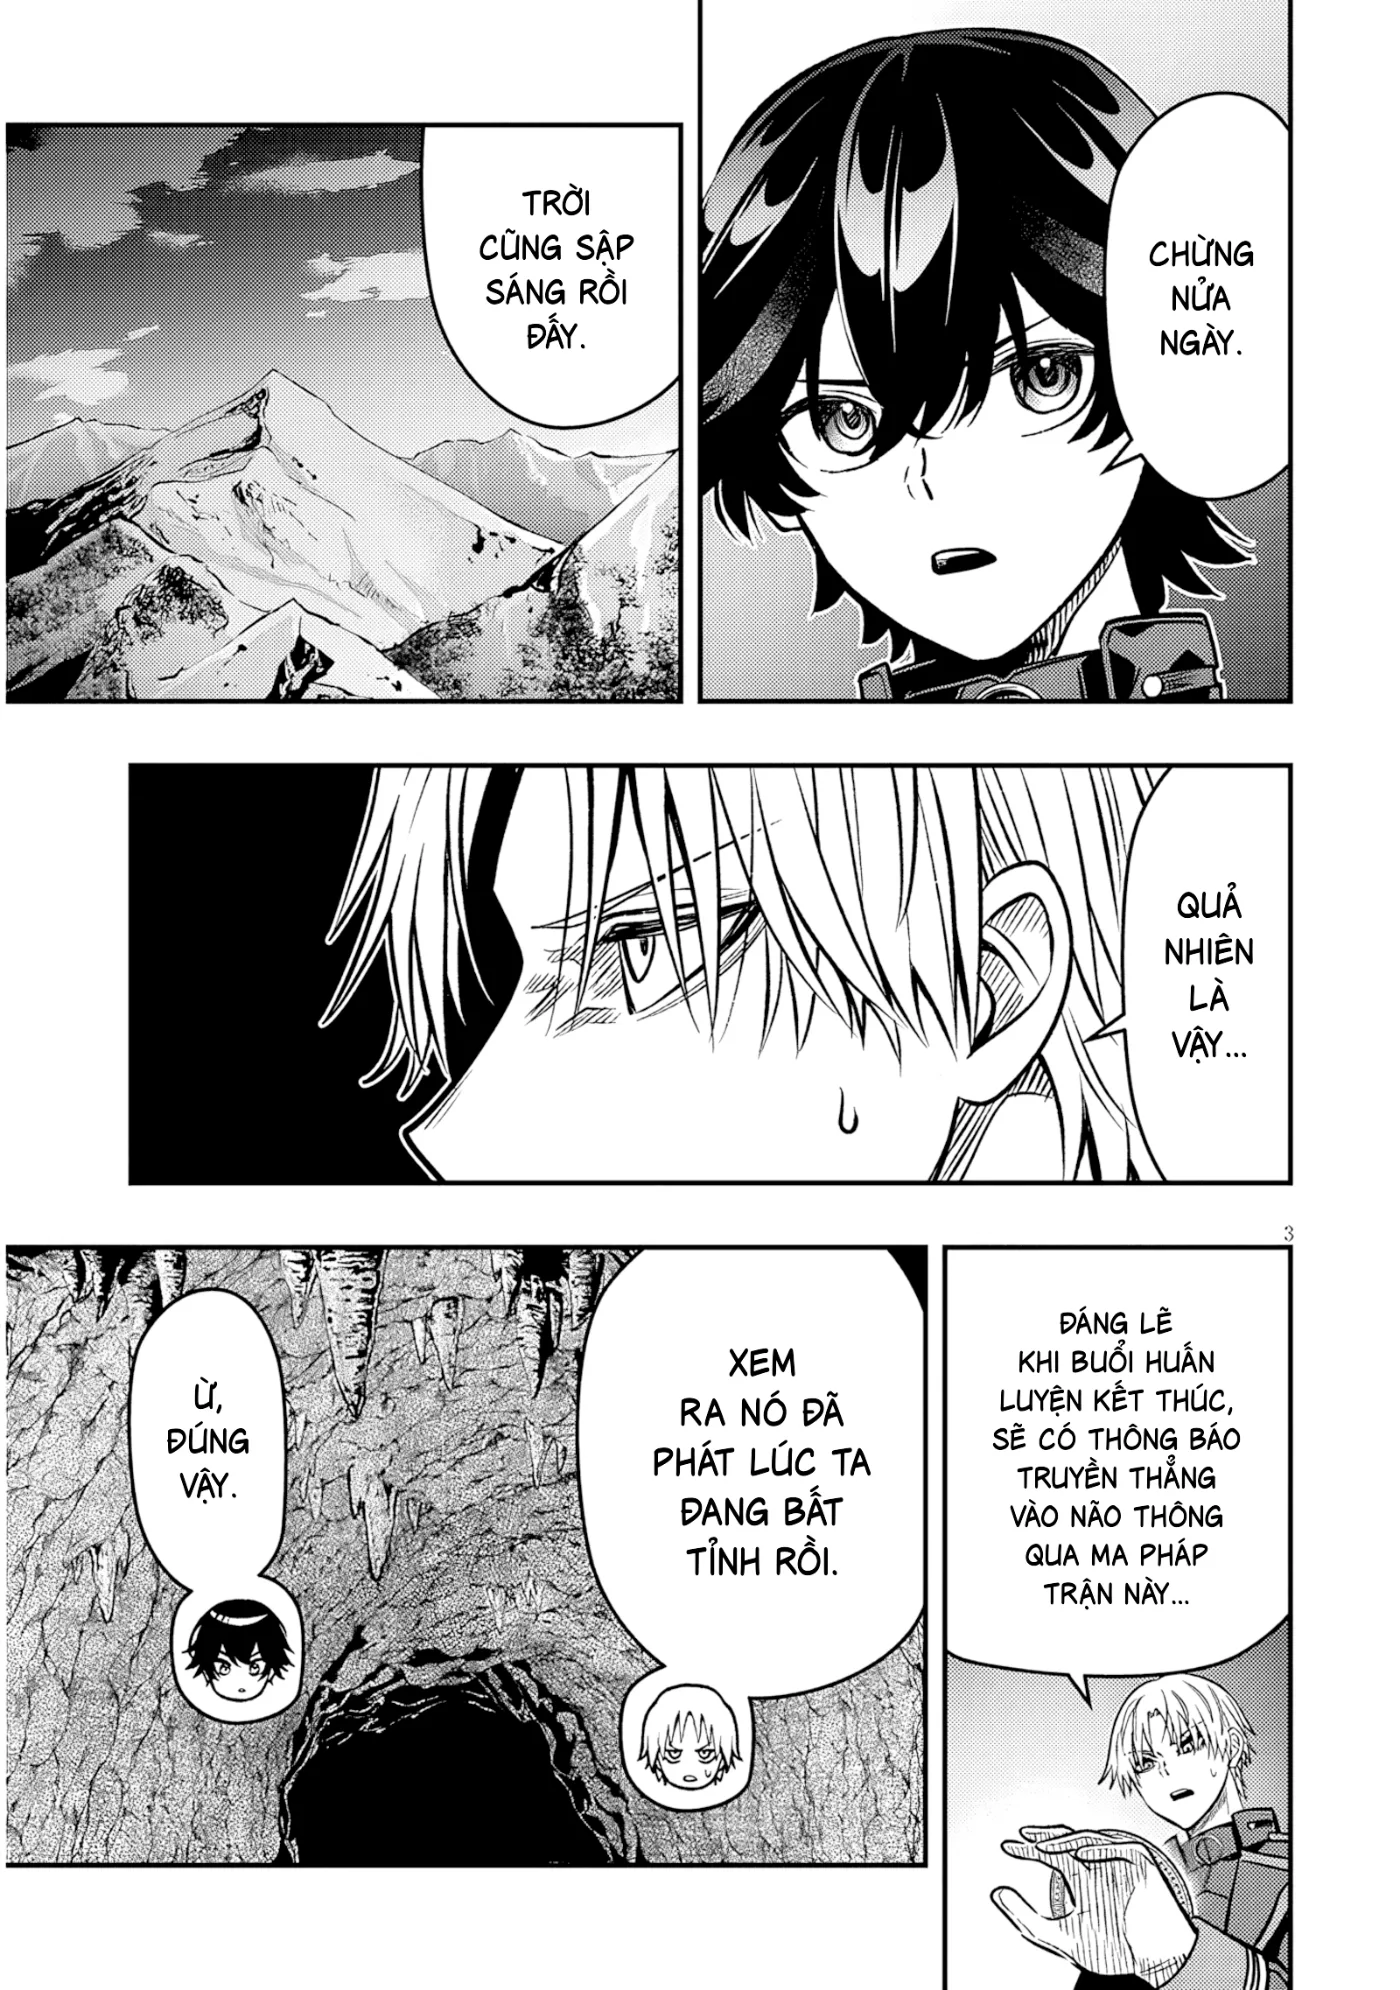 CHỪNG
NỬA
NGÀY.
TRỜI
CŨNG SẬP
SÁNG RỒI
ĐẤY.
QUẢ
NHIÊN
LÀ
VẬY...
3
ĐÁNG LẼ
KHI BUỔI HUẤN
LUYỆN KẾT THÚC,
SẼ CÓ THÔNG BÁO
TRUYỀN THẲNG
VÀO NÃO THÔNG
QUA MA PHÁP
TRẬN NÀY...
XEM
RA NÓ ĐÃ
PHÁT LÚC TA
ĐANG BẤT
TỈNH RỒI.
Ừ,
ĐÚNG
VẬY.